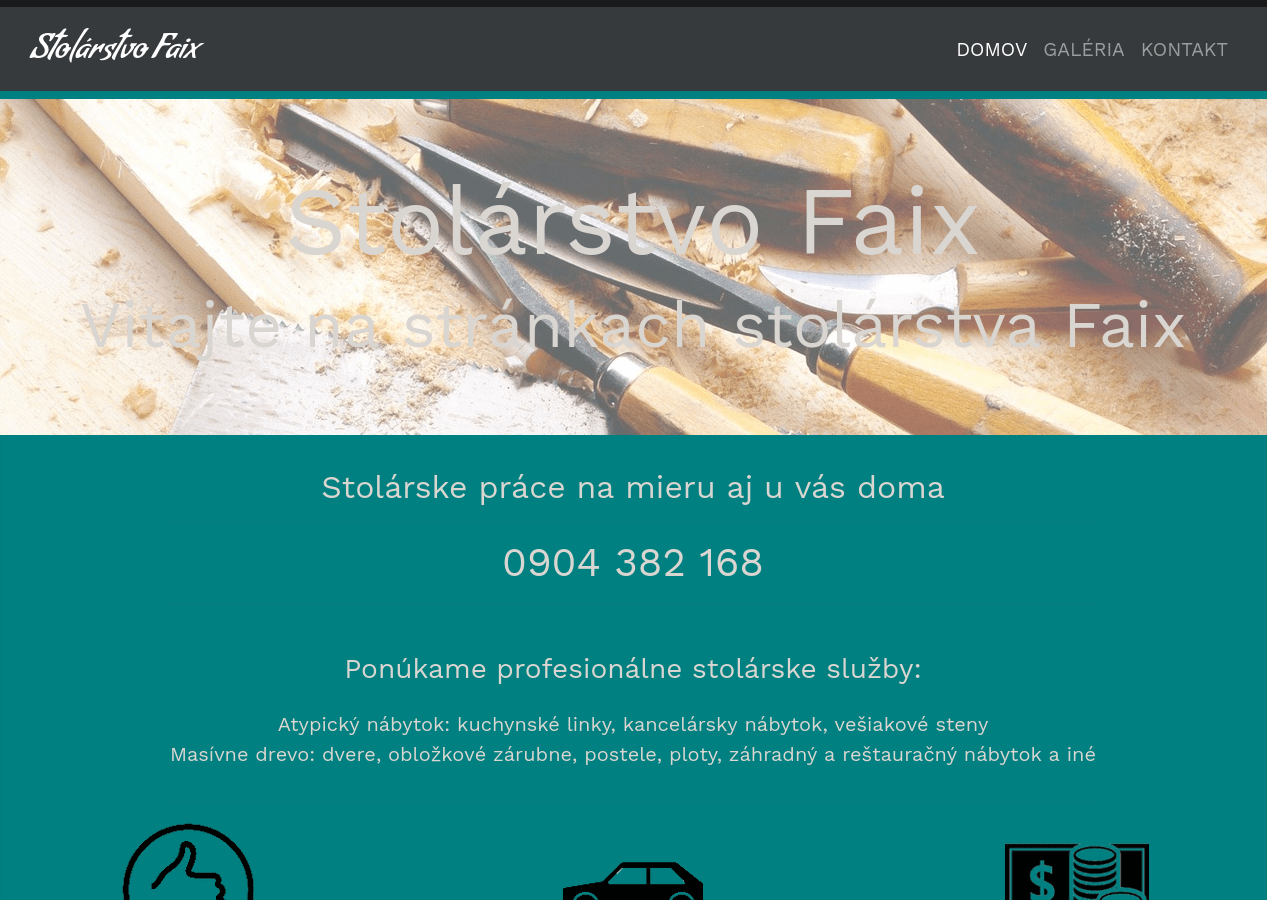 Stolárstvo Faix
DOMOV GALÉRIA KONTAKT
Stolárstvo Faix
Vitajte na stránkach stolárstva Faix
Stolárske práce na mieru aj u vás doma
0904 382 168
Ponúkame profesionálne stolárske služby:
Atypický nábytok: kuchynské linky, kancelársky nábytok, vešiakové steny
Masívne drevo: dvere, obložkové zárubne, postele, ploty, záhradný a reštauračný nábytok a iné
$